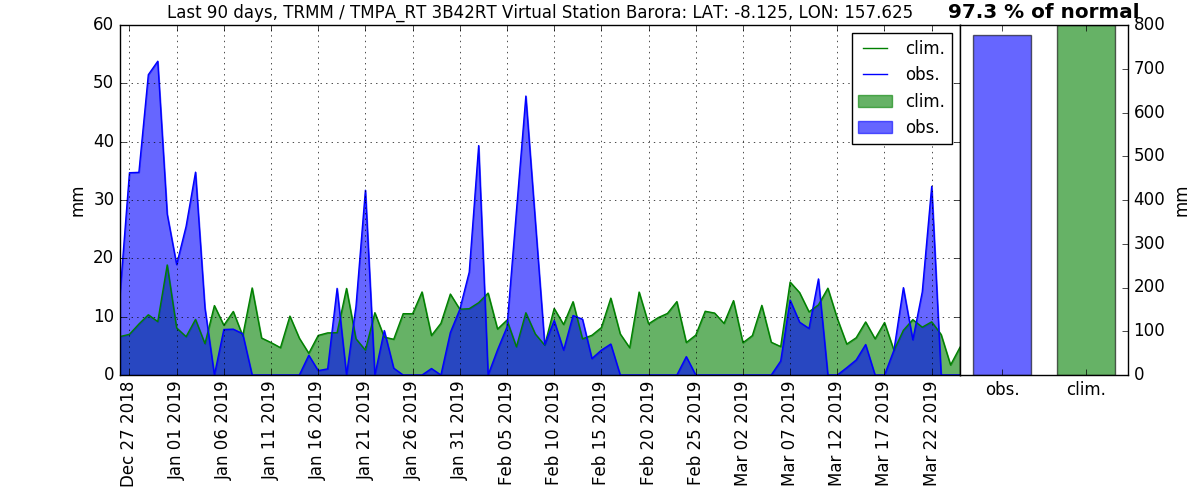 Last 90 days, TRMM / TMPA_RT 3B42RT Virtual Station Barora: LAT: -8.125, LON: 157.625
97.3 % of normal
60
50
40
30
20
10
0
mm
clim.
obs.
clim.
obs.
800
700
600
500
400
300
200
100
0
mm
obs.
clim.
Dec 27 2018
Jan 01 2019
Jan 06 2019
Jan 11 2019
Jan 16 2019
Jan 21 2019
Jan 26 2019
Jan 31 2019
Feb 05 2019
Feb 10 2019
Feb 15 2019
Feb 20 2019
Feb 25 2019
Mar 02 2019
Mar 07 2019
Mar 12 2019
Mar 17 2019
Mar 22 2019